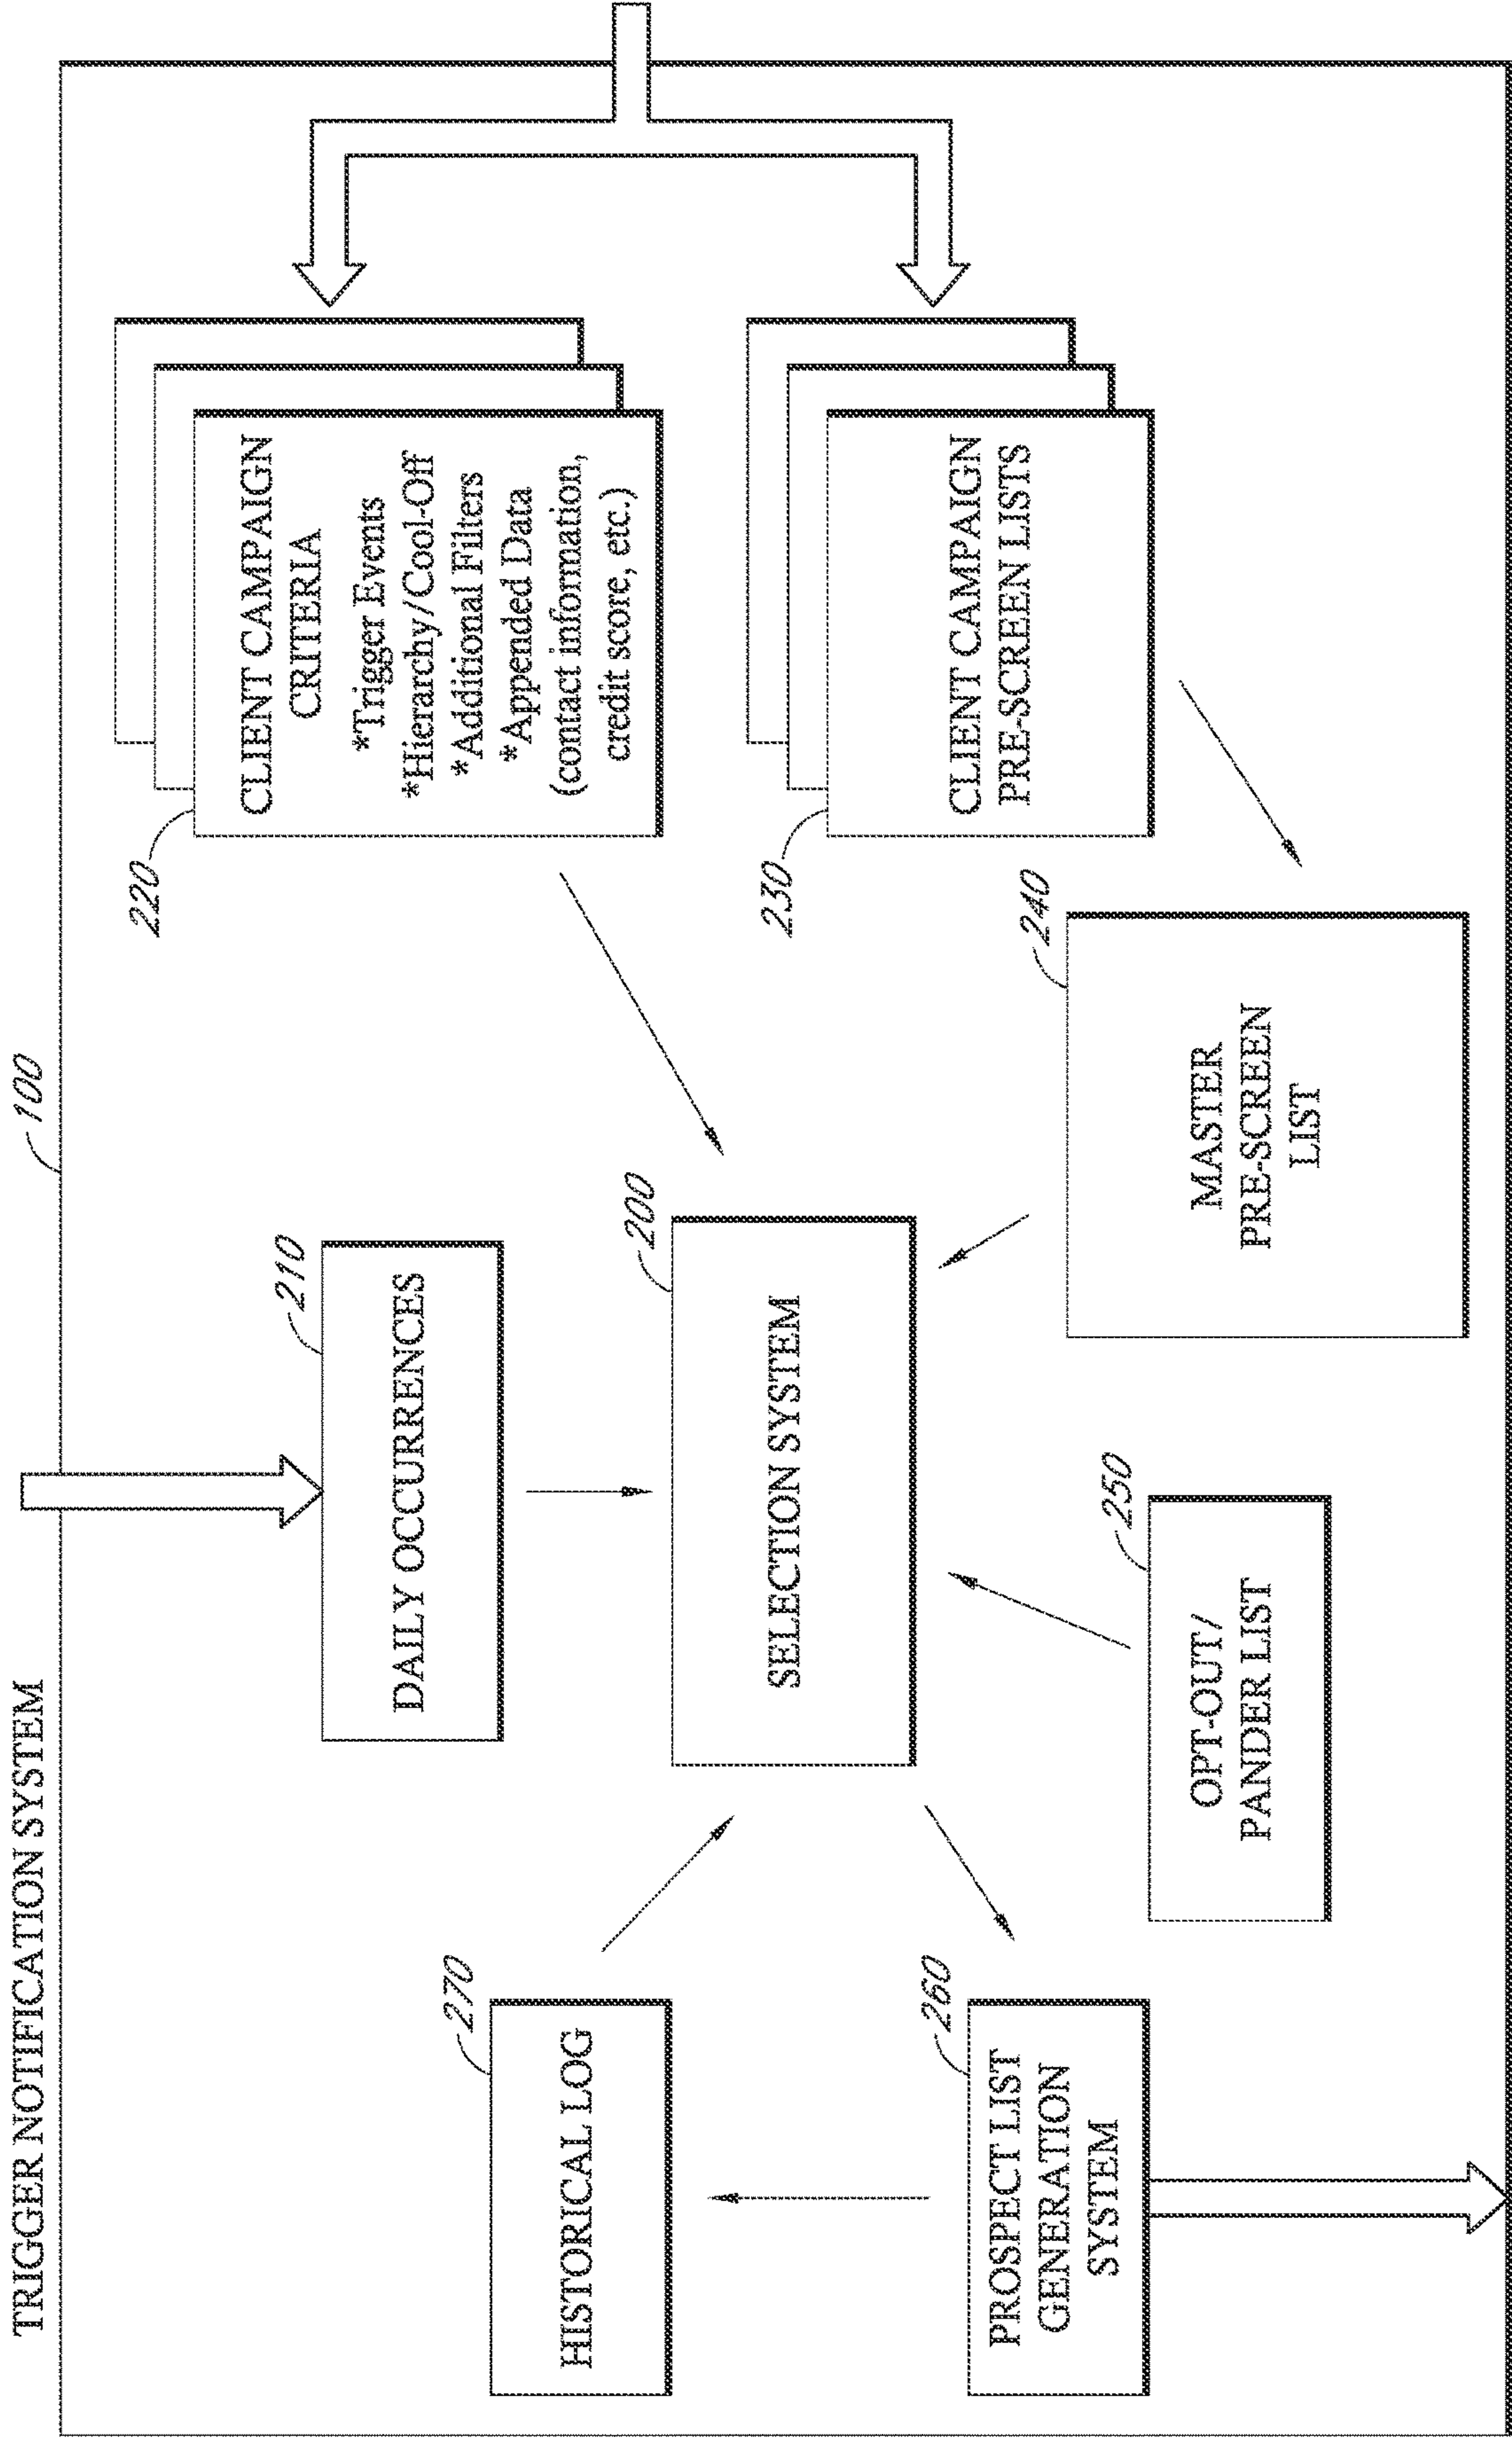 TRIGGER NOTIFICATION SYSTEM
100
210
DAILY OCCURRENCES
220
CLIENT CAMPAIGN
CRITERIA
*Trigger Events
*Hierarchy/Cool-Off
*Additional Filters
*Appended Data
(contact information,
credit score, etc.)
270
HISTORICAL LOG
200
SELECTION SYSTEM
230
CLIENT CAMPAIGN
PRE-SCREEN LISTS
260
PROSPECT LIST
GENERATION
SYSTEM
250
OPT-OUT/
PANDER LIST
240
MASTER
PRE-SCREEN
LIST